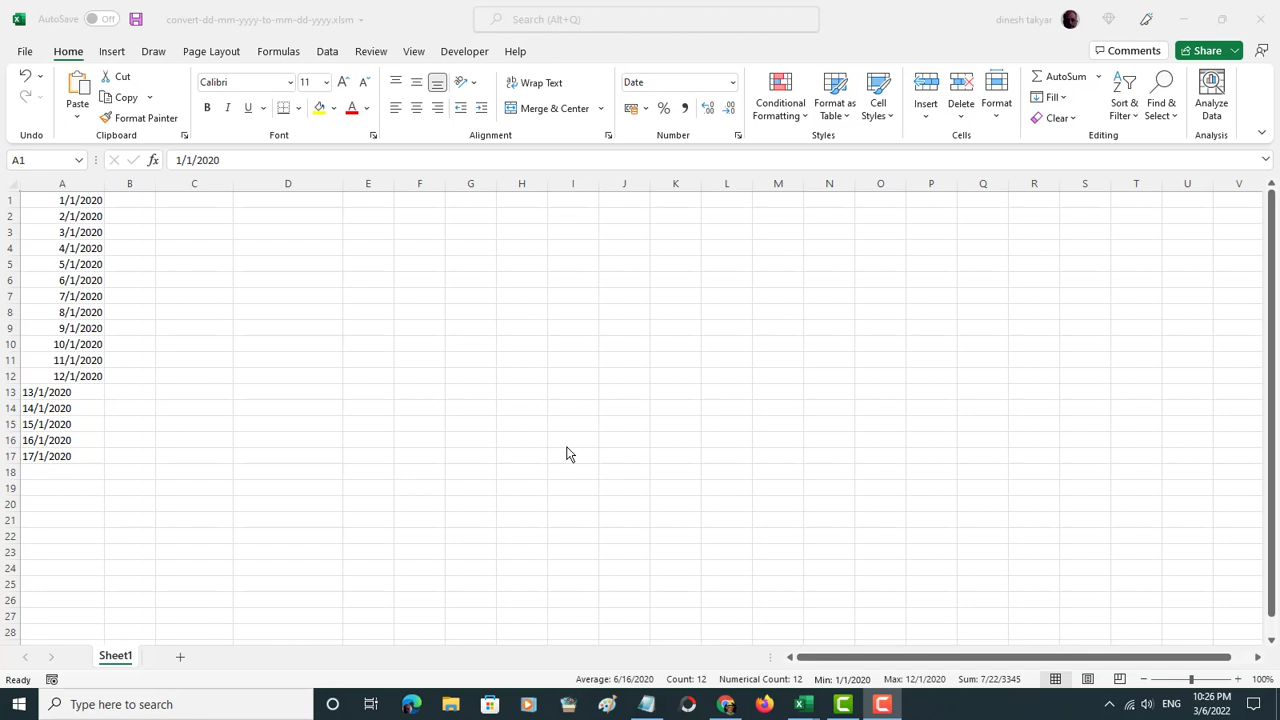 AutoSave Off convert-dd-mm-yyyy-to-mm-dd-yyyy.xlsm Search (Alt+Q) dinesh takyar
File Home Insert Draw Page Layout Formulas Data Review View Developer Help Comments Share
Paste Cut Copy Format Painter
Calibri 11
B I U A
Wrap Text
Merge & Center
Date
% ,
Conditional Formatting Format as Table Cell Styles
Insert Delete Format
AutoSum
Fill
Clear
Sort & Filter Find & Select
Analyze Data
Undo Clipboard Font Alignment Number Styles Cells Editing Analysis
A1 fx 1/1/2020
A B C D E F G H I J K L M N O P Q R S T U V
1 1/1/2020
2 2/1/2020
3 3/1/2020
4 4/1/2020
5 5/1/2020
6 6/1/2020
7 7/1/2020
8 8/1/2020
9 9/1/2020
10 10/1/2020
11 11/1/2020
12 12/1/2020
13 13/1/2020
14 14/1/2020
15 15/1/2020
16 16/1/2020
17 17/1/2020
18
19
20
21
22
23
24
25
26
27
28
Sheet1
Ready Average: 6/16/2020 Count: 12 Numerical Count: 12 Min: 1/1/2020 Max: 12/1/2020 Sum: 7/22/3345 100%
Type here to search ENG 10:26 PM
3/6/2022